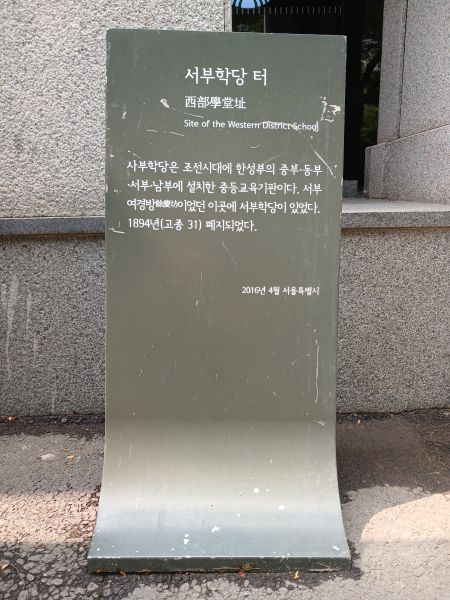 서부학당 터
西部學堂址
Site of the Western District School
사부학당은 조선시대에 한성부의 중부·동부
·서부·남부에 설치한 중등교육기관이다. 서부
여경방餘慶坊이었던 이곳에 서부학당이 있었다.
1894년(고종 31) 폐지되었다.
2016년 4월 서울특별시